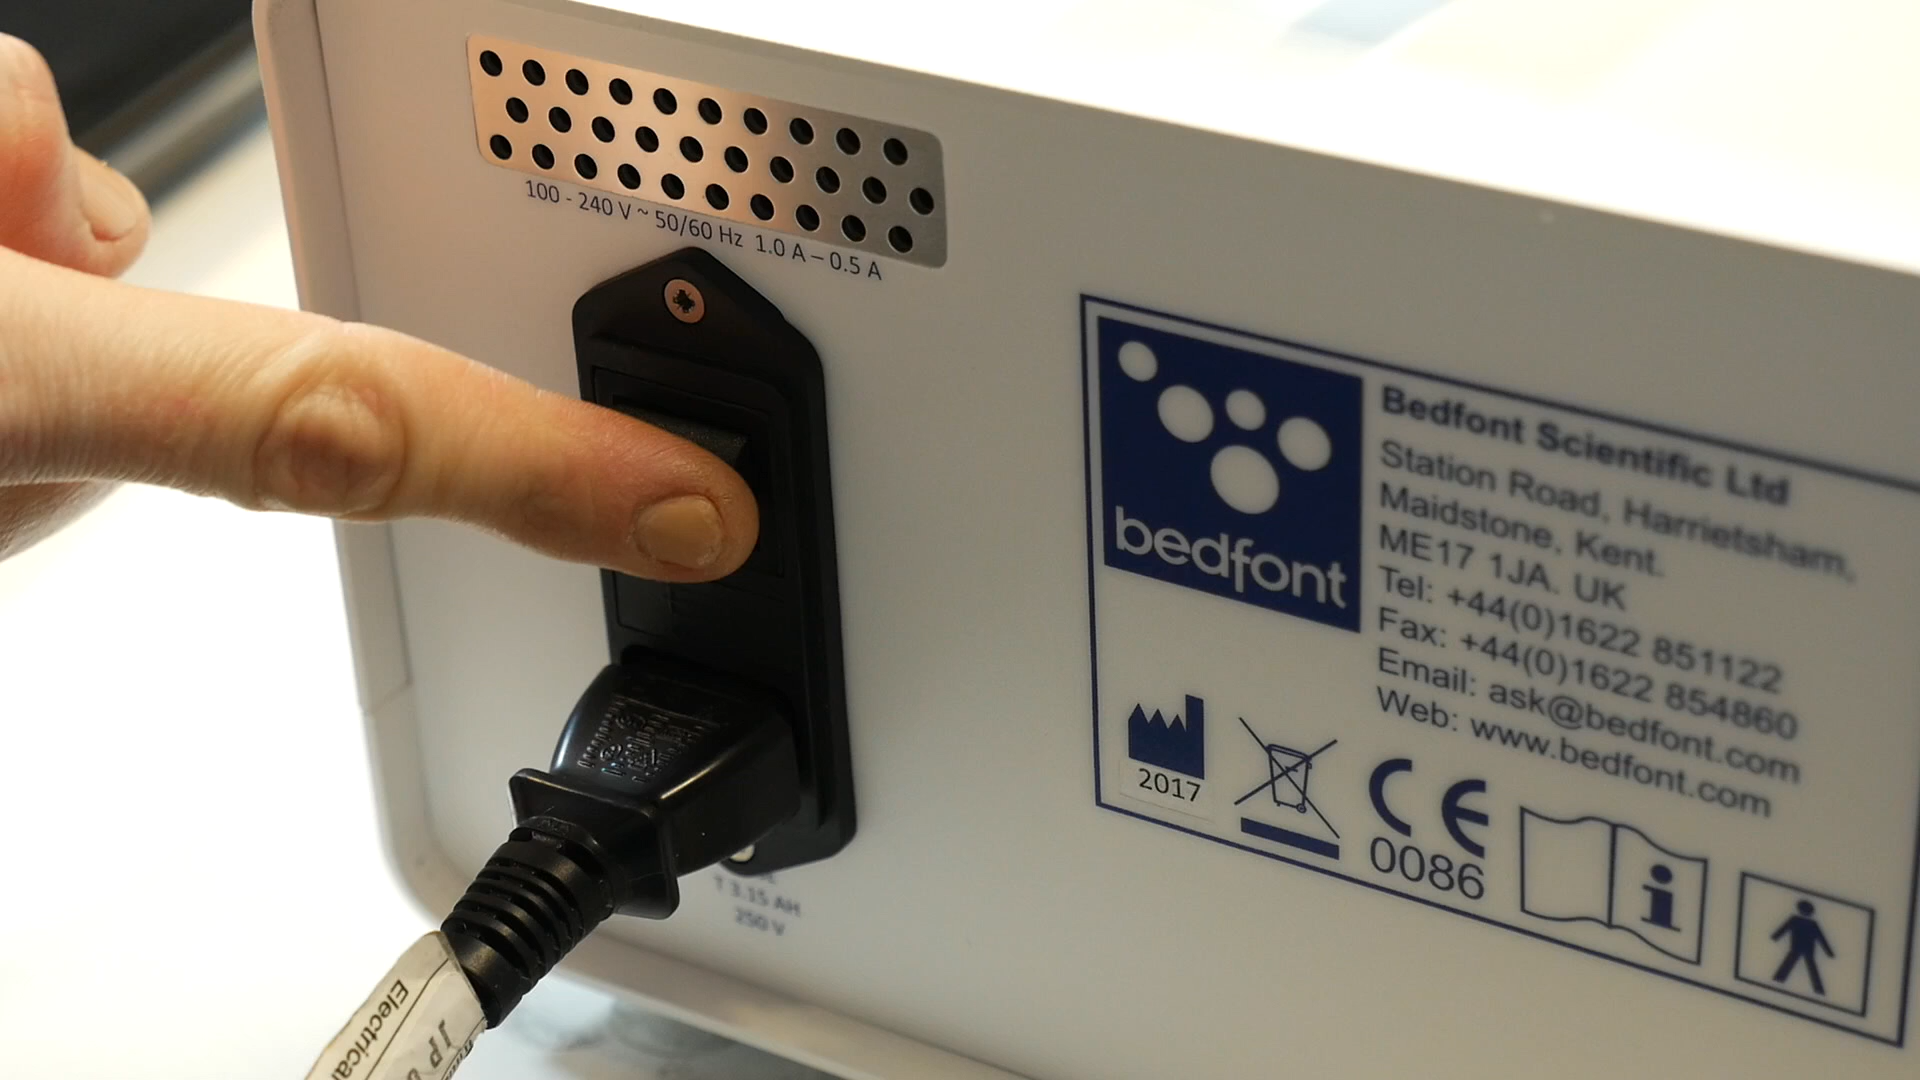 100 - 240 V ~ 50/60 Hz 1.0 A – 0.5 A
bedfont
Bedfont Scientific Ltd
Station Road, Harrietsham,
Maidstone, Kent.
ME17 1JA. UK
Tel: +44(0)1622 851122
Fax: +44(0)1622 854860
Email: ask@bedfont.com
Web: www.bedfont.com
2017
CE
0086
T 3.15 AH
250 V
Electrical